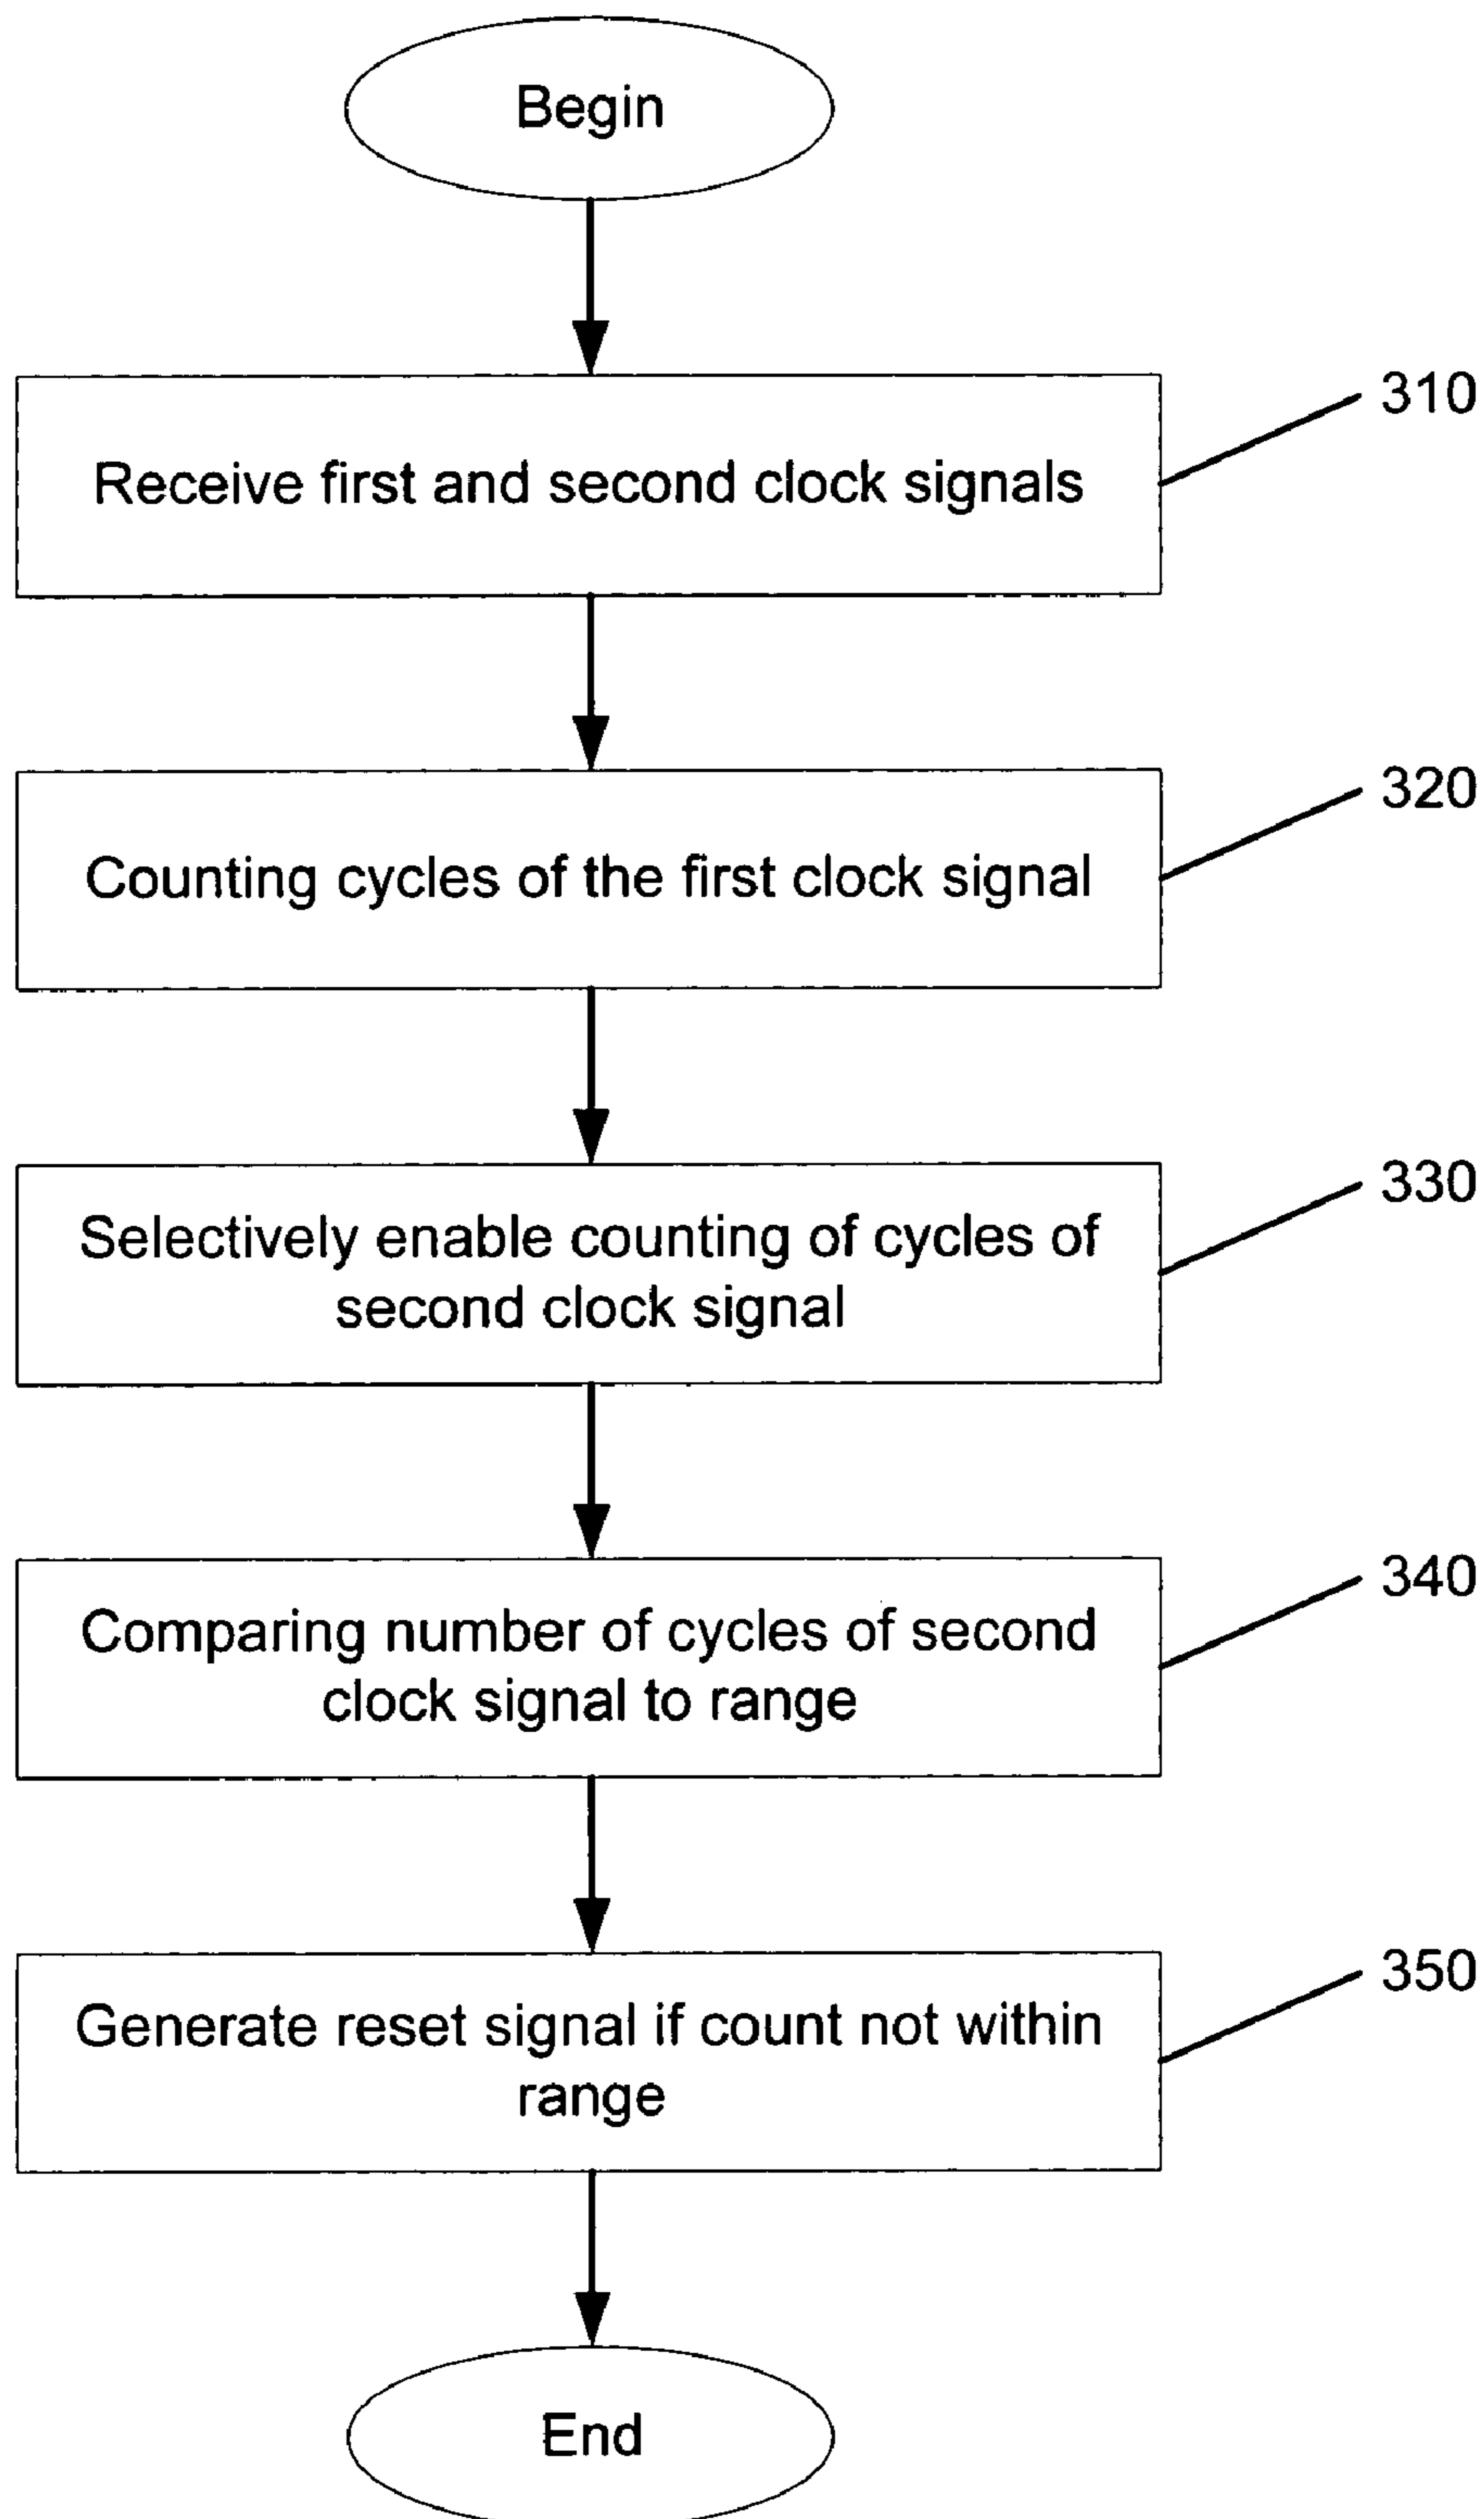 Begin
310
Receive first and second clock signals
320
Counting cycles of the first clock signal
330
Selectively enable counting of cycles of
second clock signal
340
Comparing number of cycles of second
clock signal to range
350
Generate reset signal if count not within
range
End